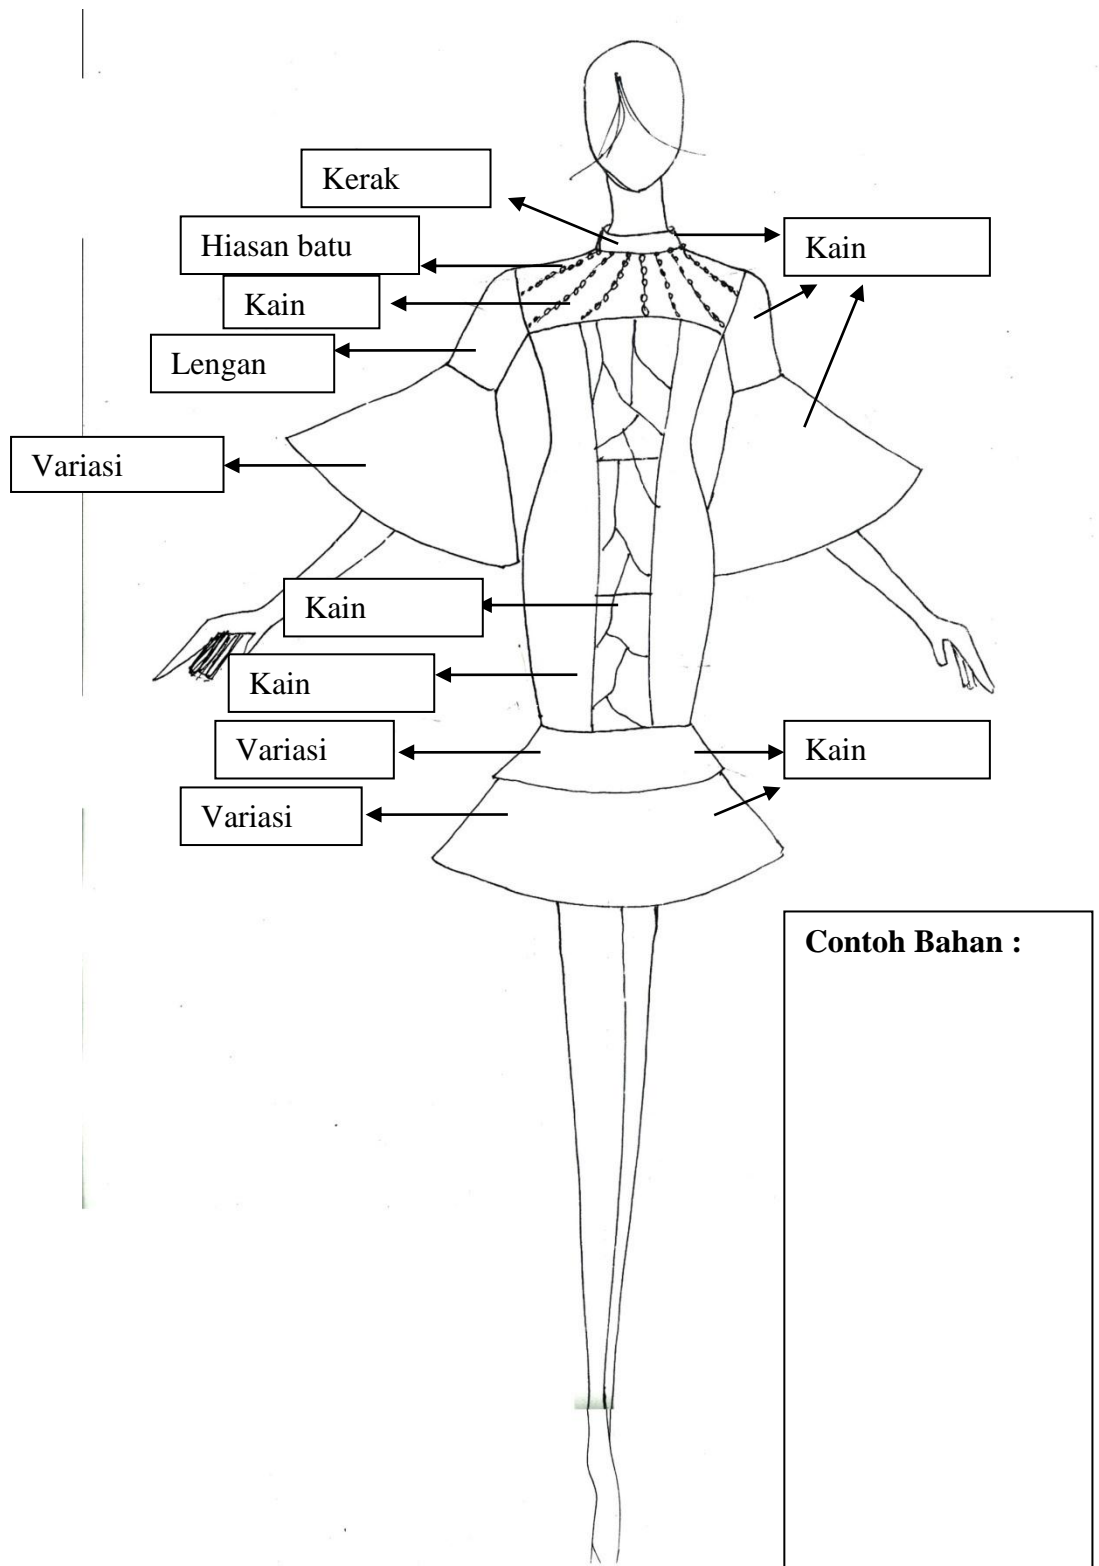 Kerak
Hiasan batu
Kain
Kain
Lengan
Variasi
Kain
Kain
Variasi
Kain
Variasi
Contoh Bahan :